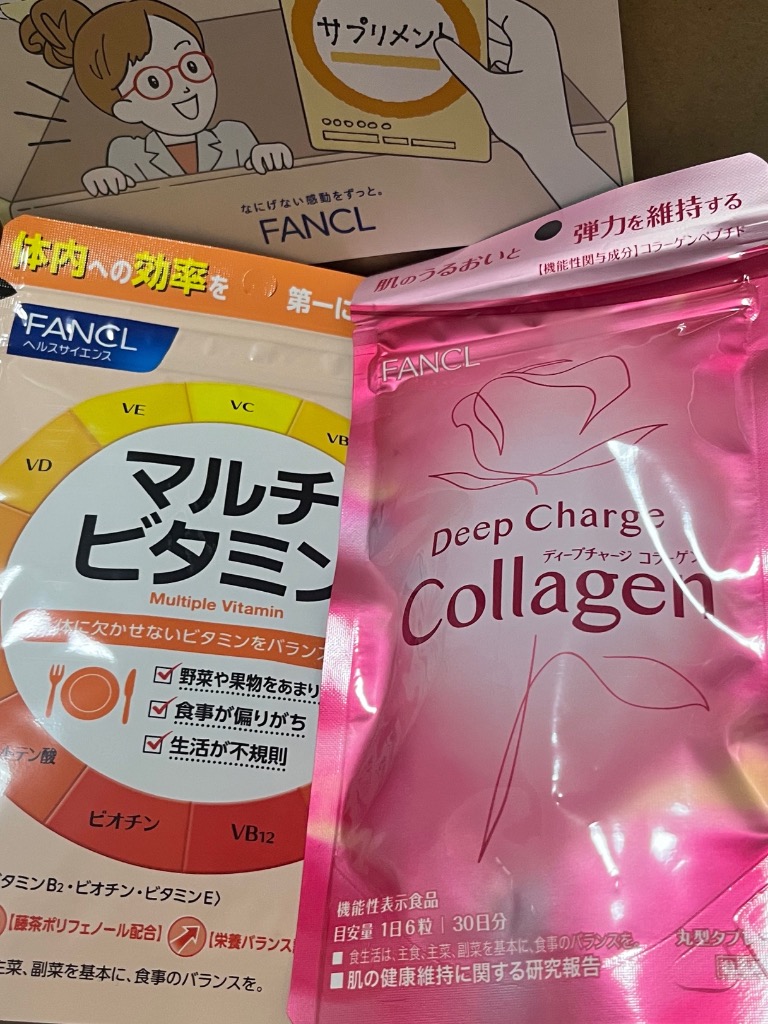 サプリメント
なにげない感動をずっと。
FANCL
体内への効率を 第一に
FANCL
ヘルスサイエンス
VD
VE
VC
VB
マルチ
ビタミン
Multiple Vitamin
体に欠かせないビタミンをバラン
野菜や果物をあまり
食事が偏りがち
生活が不規則
テン酸
ビオチン
VB12
タミンB2・ビオチン・ビタミンE〉
【藤茶ポリフェノール配合】
【栄養バランス
主菜、副菜を基本に、食事のバランスを。
肌のうるおいと 弾力を維持する
【機能性関与成分】コラーゲンペプチド
FANCL
Deep Charge
ディープチャージ コラーゲン
Collagen
機能性表示食品
目安量 1日6粒 | 30日分
■ 食生活は、主食、主菜、副菜を基本に、食事のバランスを。
■ 肌の健康維持に関する研究報告
丸型タブ